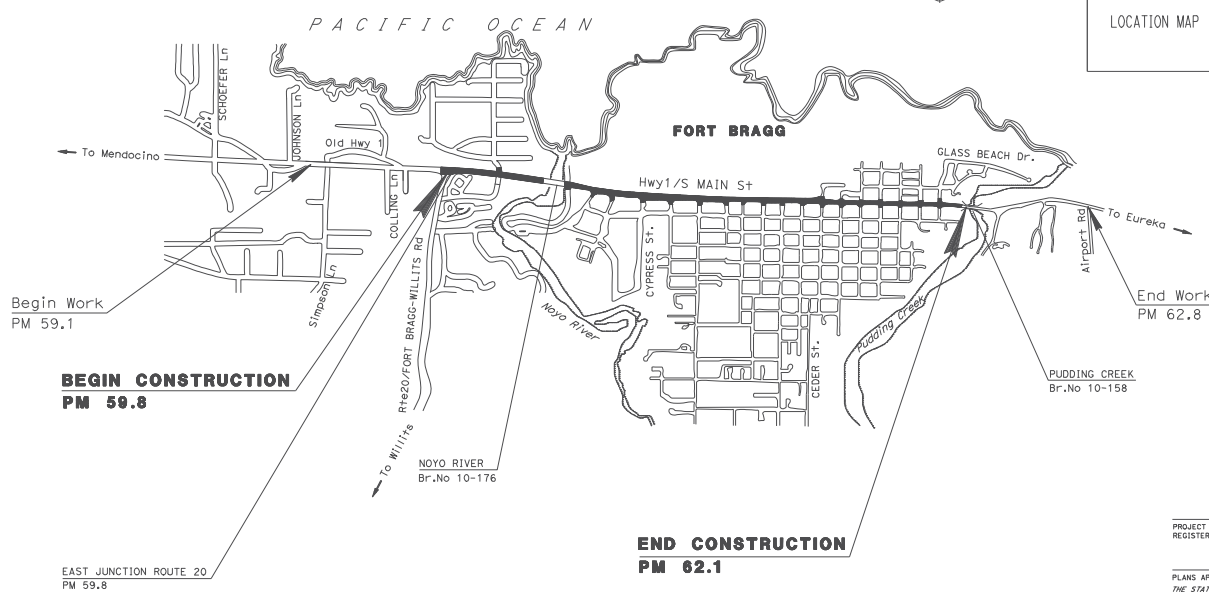 PACIFIC OCEAN
LOCATION MAP
SCHOEFER Ln
JOHNSON Ln
Old Hwy 1
To Mendocino
COLLING Ln
FORT BRAGG
GLASS BEACH Dr.
Hwy1/S MAIN St
To Eureka
Airport Rd
Simpson Ln
Rte20/FORT BRAGG-WILLITS Rd
CYPRESS St.
Noyo River
Pudding Creek
CEDER St.
Begin Work
PM 59.1
End Work
PM 62.8
BEGIN CONSTRUCTION
PM 59.8
PUDDING CREEK
Br.No 10-158
To Willits
NOYO RIVER
Br.No 10-176
END CONSTRUCTION
PM 62.1
EAST JUNCTION ROUTE 20
PM 59.8
PROJECT
REGISTER
PLANS AP
THE STAT